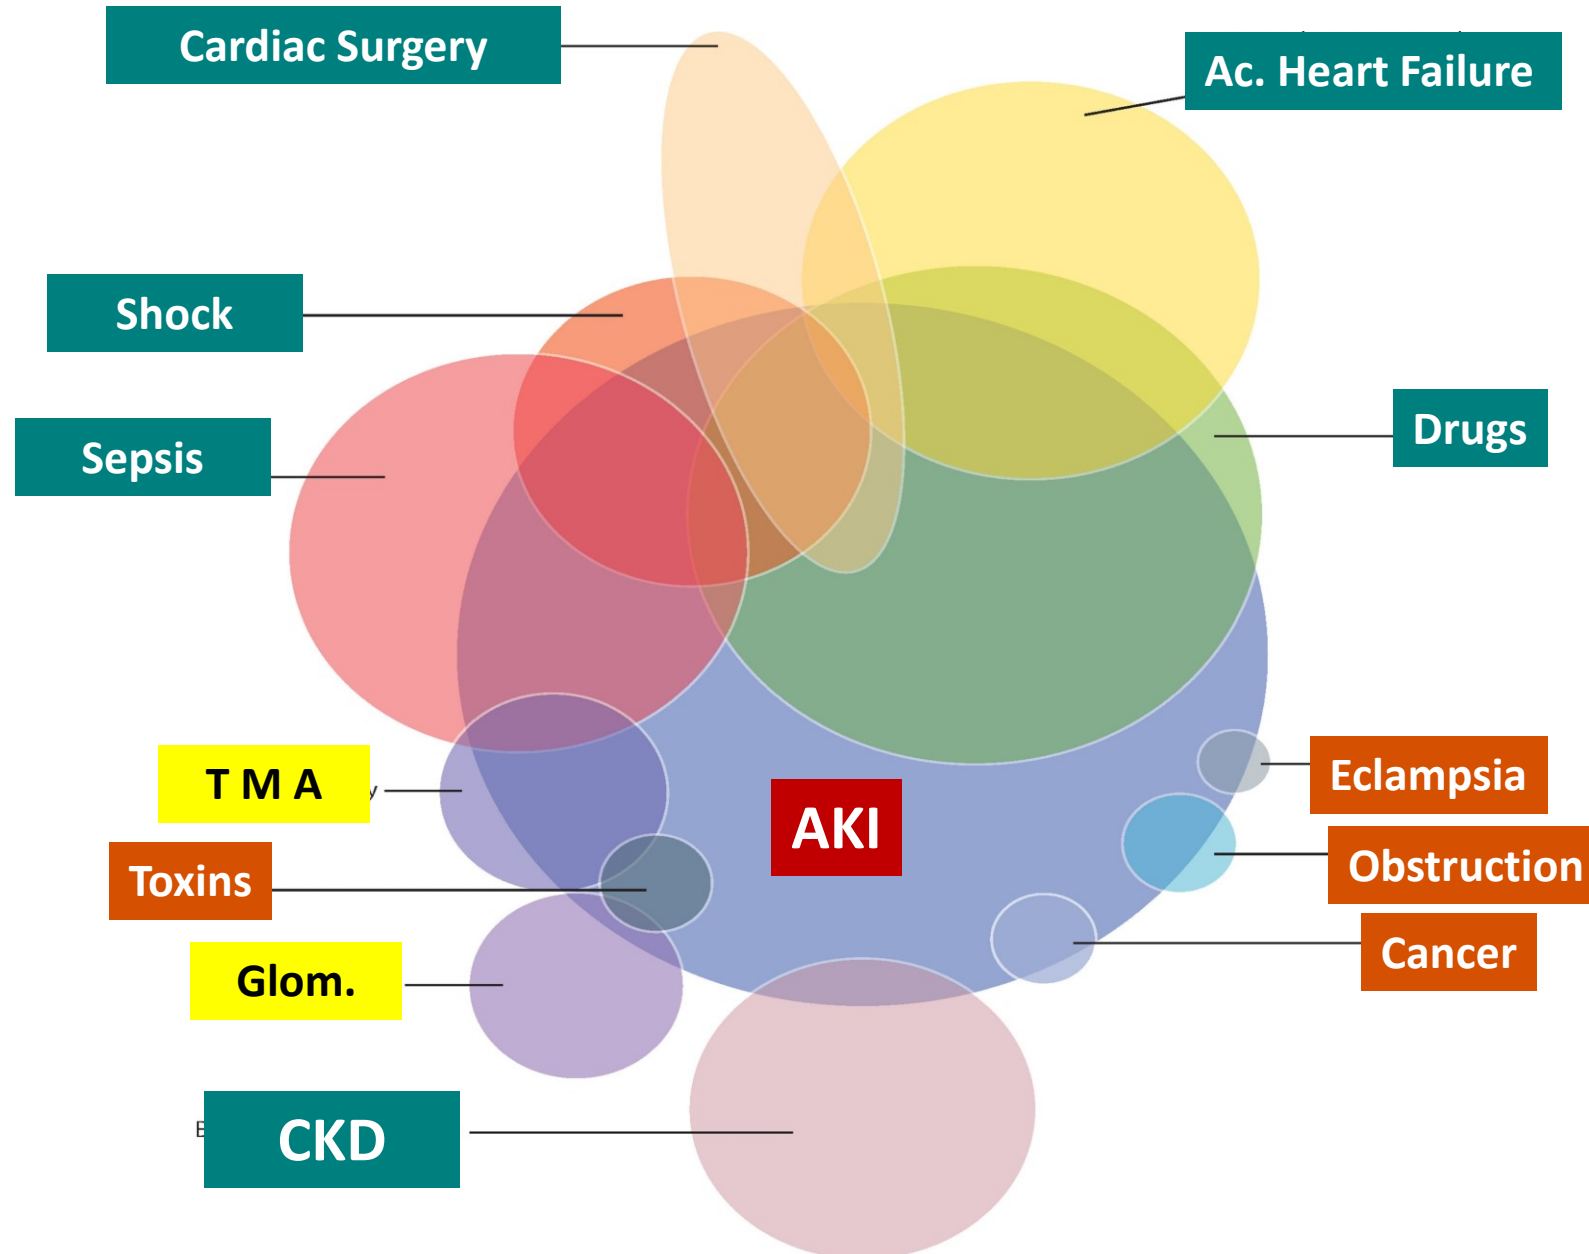 Cardiac Surgery
Ac. Heart Failure
Shock
Drugs
Sepsis
T M A
y
Eclampsia
AKI
Toxins
Obstruction
Glom.
Cancer
E
CKD